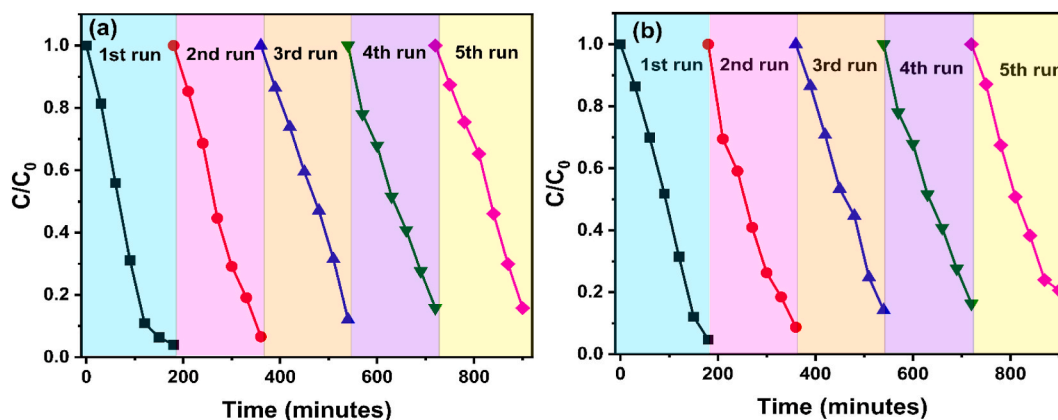 (a)
1st run
2nd run
3rd run
4th run
5th run
1.0
0.8
0.6
0.4
0.2
0.0
C/C₀
0
200
400
600
800
Time (minutes)
(b)
1st run
2nd run
3rd run
4th run
5th run
1.0
0.8
0.6
0.4
0.2
0.0
C/C₀
0
200
400
600
800
Time (minutes)